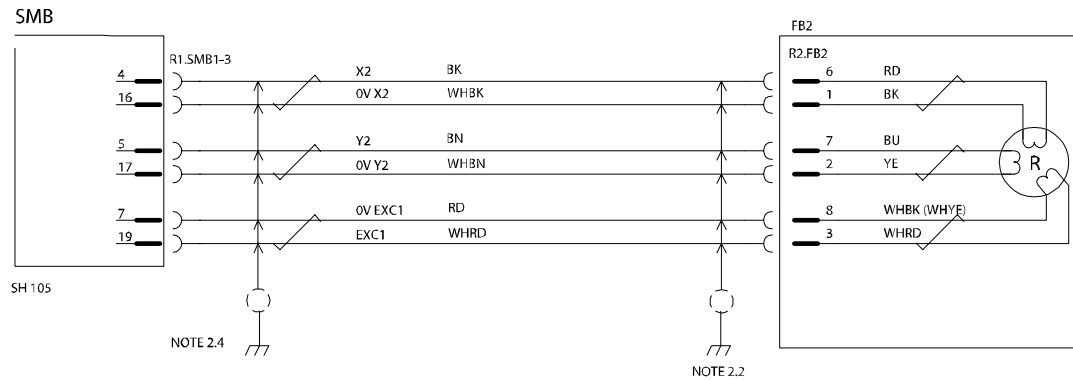 SMB
FB2
R1.SMB1-3
R2.FB2
4 X2 BK 6 RD
16 0V X2 WHBK 1 BK
5 Y2 BN 7 BU
17 0V Y2 WHBN 2 YE
R
7 0V EXC1 RD 8 WHBK (WHYE)
19 EXC1 WHRD 3 WHRD
SH 105
NOTE 2.4
NOTE 2.2